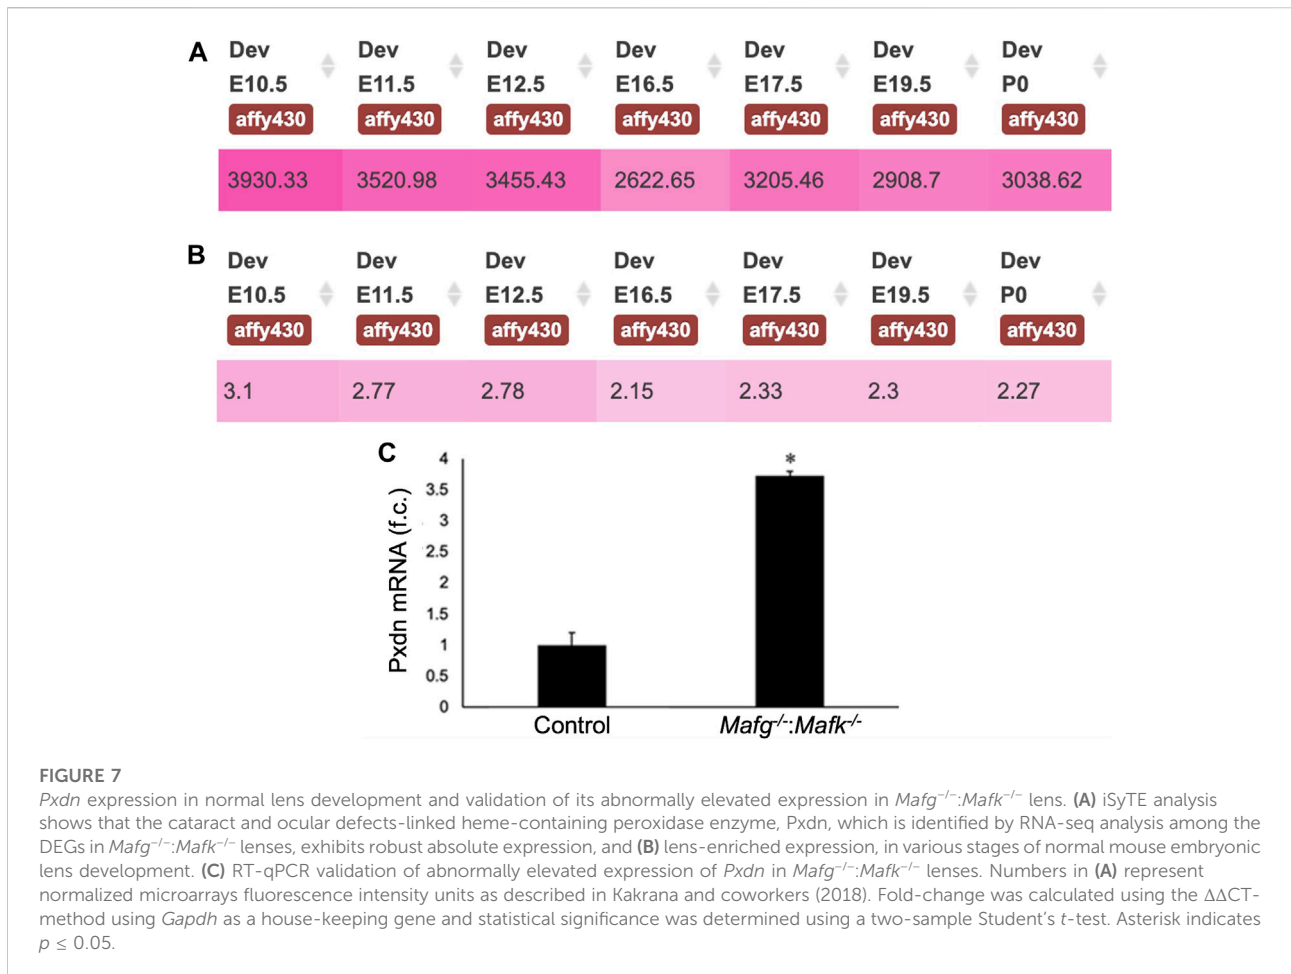 A
Dev Dev Dev Dev Dev Dev Dev
E10.5 E11.5 E12.5 E16.5 E17.5 E19.5 P0
affy430 affy430 affy430 affy430 affy430 affy430 affy430
3930.33 3520.98 3455.43 2622.65 3205.46 2908.7 3038.62
B
Dev Dev Dev Dev Dev Dev Dev
E10.5 E11.5 E12.5 E16.5 E17.5 E19.5 P0
affy430 affy430 affy430 affy430 affy430 affy430 affy430
3.1 2.77 2.78 2.15 2.33 2.3 2.27
C
Pxdn mRNA (f.c.)
4
3.5
3
2.5
2
1.5
1
0.5
0
*
Control Mafg-/-:Mafk-/-
FIGURE 7
Pxdn expression in normal lens development and validation of its abnormally elevated expression in Mafg−/−:Mafk−/− lens. (A) iSyTE analysis
shows that the cataract and ocular defects-linked heme-containing peroxidase enzyme, Pxdn, which is identified by RNA-seq analysis among the
DEGs in Mafg−/−:Mafk−/− lenses, exhibits robust absolute expression, and (B) lens-enriched expression, in various stages of normal mouse embryonic
lens development. (C) RT-qPCR validation of abnormally elevated expression of Pxdn in Mafg−/−:Mafk−/− lenses. Numbers in (A) represent
normalized microarrays fluorescence intensity units as described in Kakrana and coworkers (2018). Fold-change was calculated using the ΔΔCT-
method using Gapdh as a house-keeping gene and statistical significance was determined using a two-sample Student's t-test. Asterisk indicates
p ≤ 0.05.